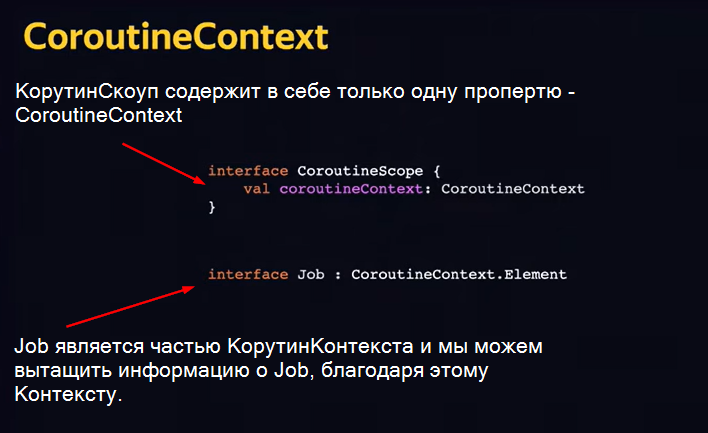 CoroutineContext
КорутинСкоуп содержит в себе только одну пропертю -
CoroutineContext
interface CoroutineScope {
val coroutineContext: CoroutineContext
}
interface Job : CoroutineContext.Element
Job является частью КорутинКонтекста и мы можем
вытащить информацию о Job, благодаря этому
Контексту.